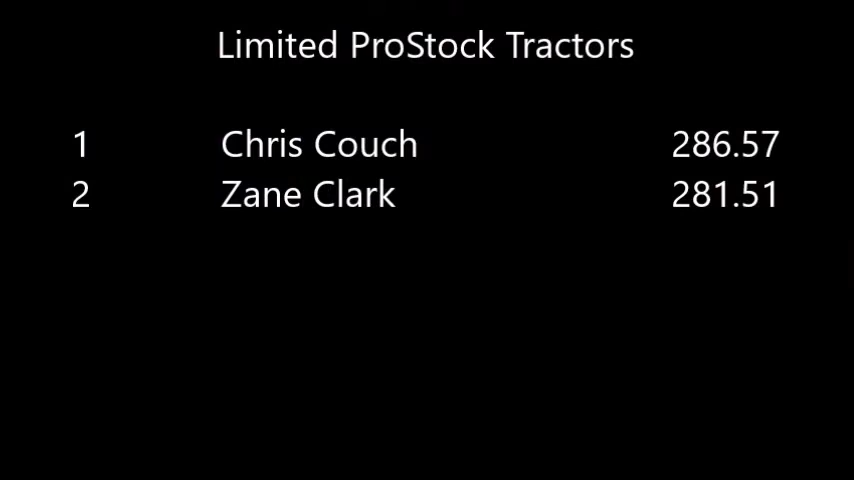 Limited ProStock Tractors
1 Chris Couch 286.57
2 Zane Clark 281.51